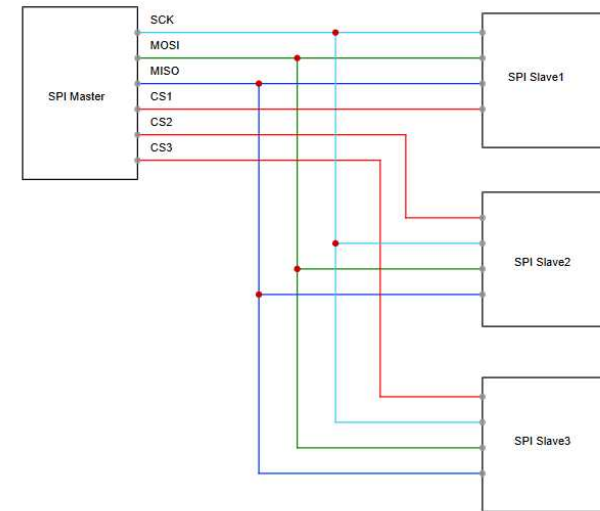 SCK
MOSI
MISO
SPI Master
SPI Slave1
CS1
CS2
CS3
SPI Slave2
SPI Slave3